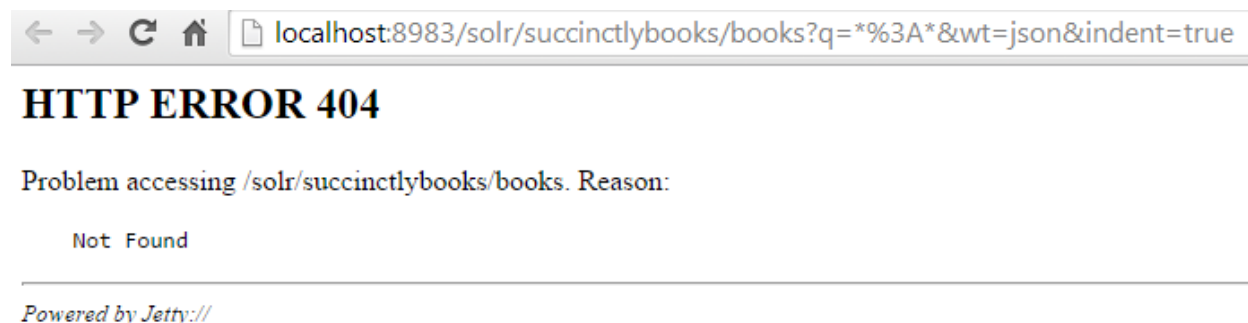 localhost:8983/solr/succinctlybooks/books?q=*%3A*&wt=json&indent=true
HTTP ERROR 404
Problem accessing /solr/succinctlybooks/books. Reason:
Not Found
Powered by Jetty://